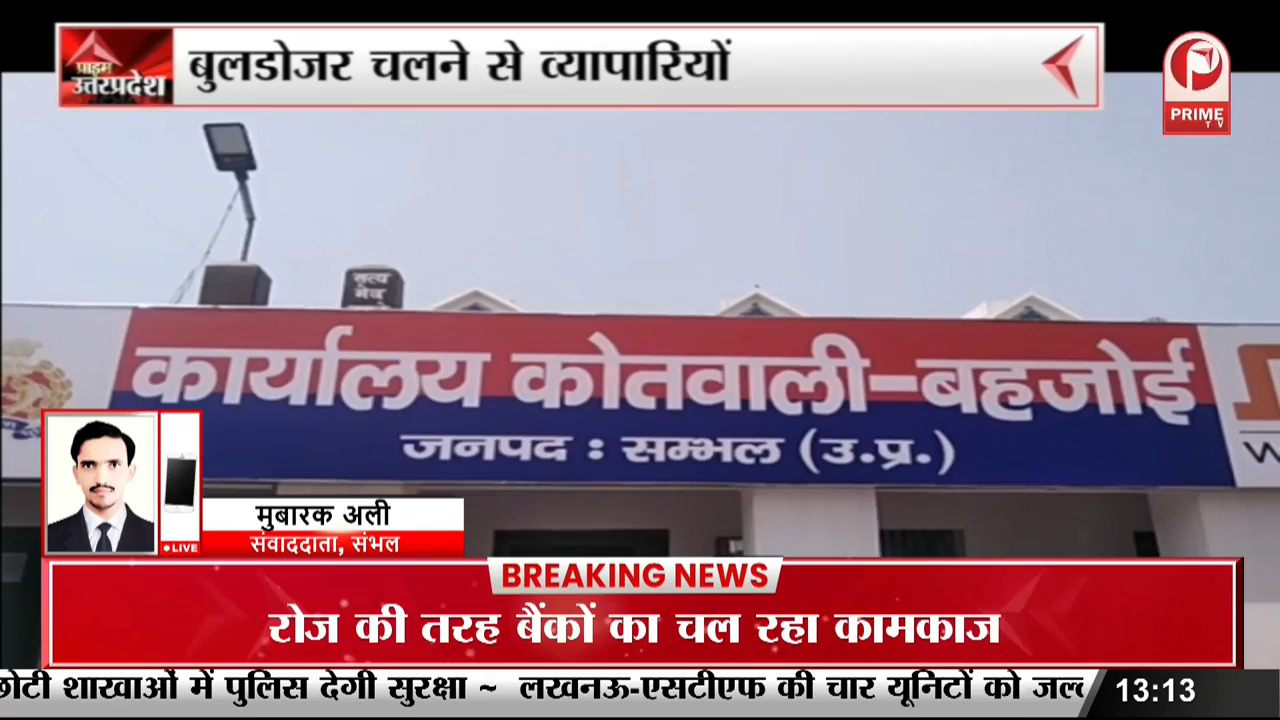 प्राइम
उत्तरप्रदेश
बुलडोजर चलने से व्यापारियों
PRIME
TV
सत्य
मेव
कार्यालय कोतवाली-बहजोई
जनपद : सम्भल (उ.प्र.)
W
मुबारक अली
LIVE
संवाददाता, संभल
BREAKING NEWS
रोज की तरह बैंकों का चल रहा कामकाज
छोटी शाखाओं में पुलिस देगी सुरक्षा ~ लखनऊ-एसटीएफ की चार यूनिटों को जल्द
13:13